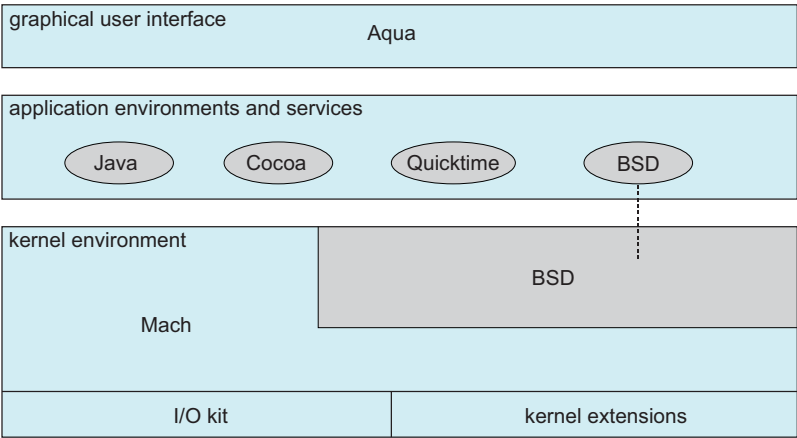 graphical user interface
Aqua
application environments and services
Java
Cocoa
Quicktime
BSD
kernel environment
BSD
Mach
I/O kit
kernel extensions